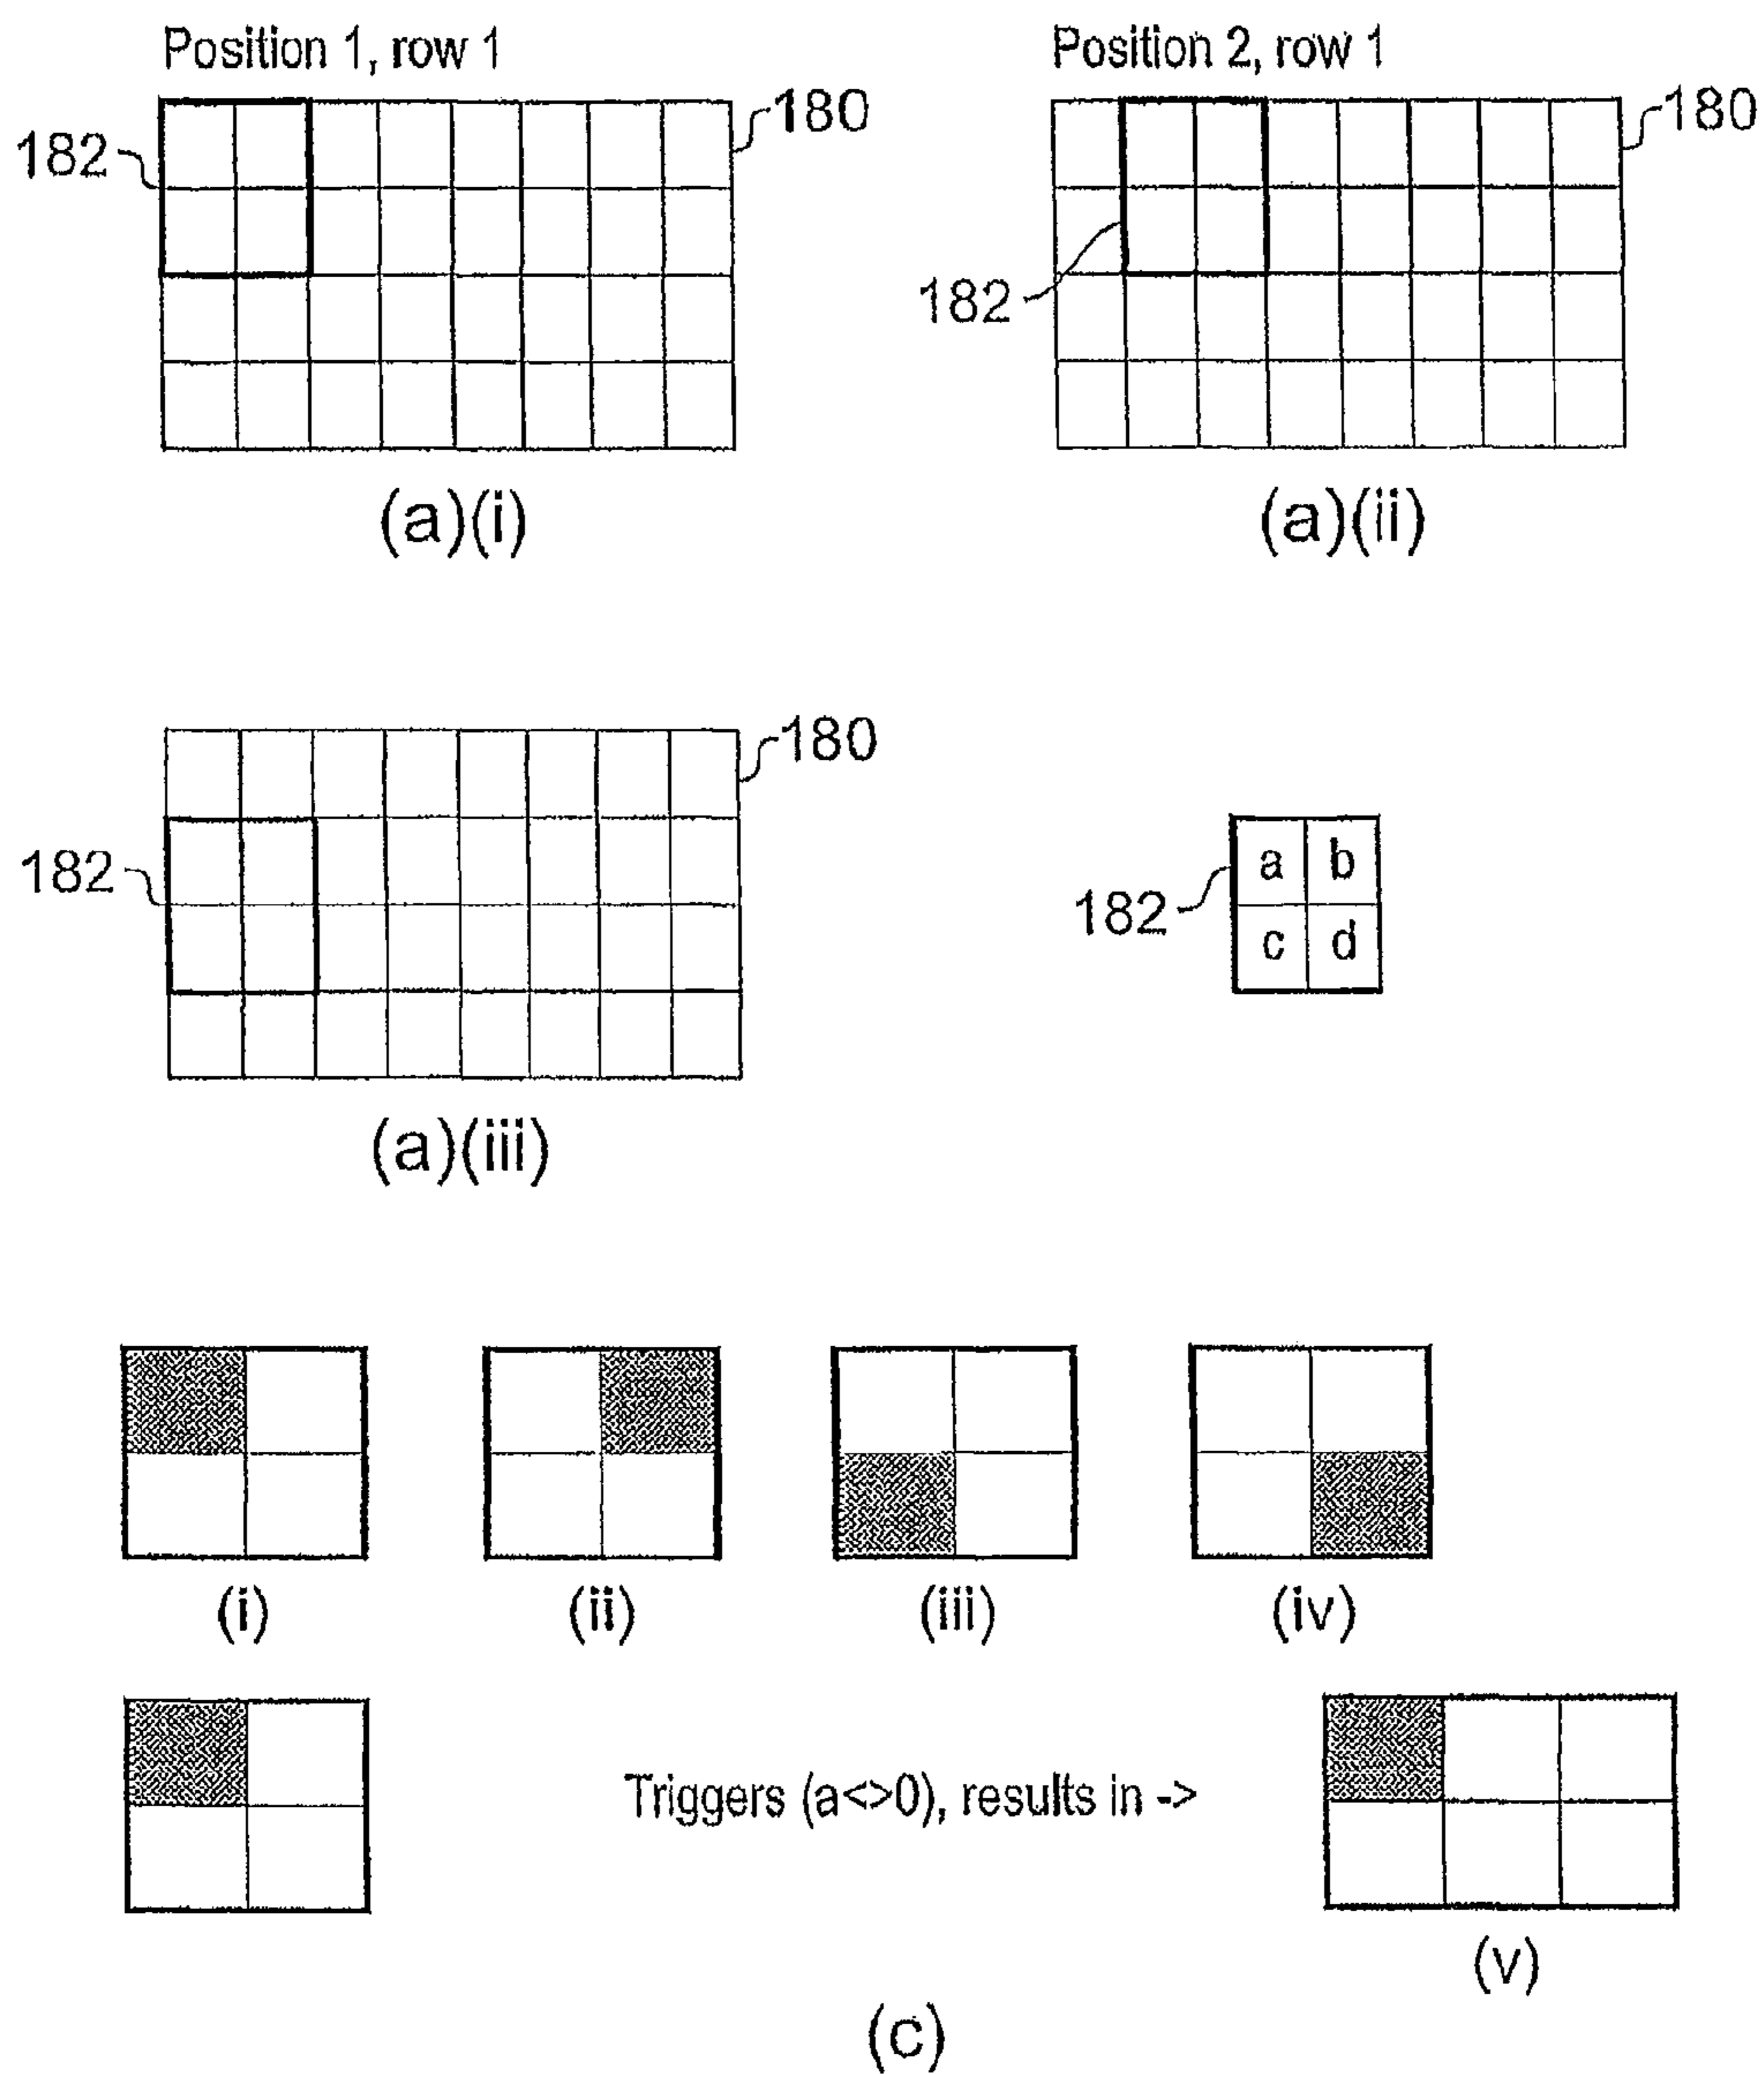 Position 1, row 1
Position 2, row 1
180
180
182
182
(a)(i)
(a)(ii)
180
182
182
a b
c d
(a)(iii)
(i)
(ii)
(iii)
(iv)
Triggers (a<>0), results in ->
(v)
(c)